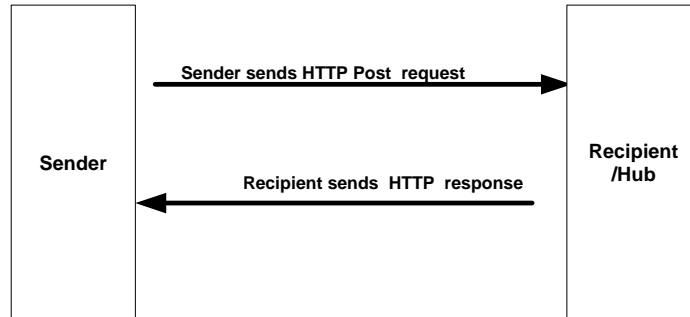 Sender sends HTTP Post request
Sender
Recipient
/Hub
Recipient sends HTTP response